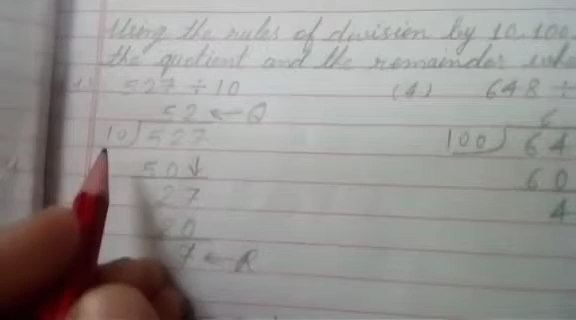 Using the rules of division by 10, 100,
the quotient and the remainder
527 ÷ 10
52 ← Q
10) 527
50↓
27
20
7 ← R
(4) 648 ÷
6
100) 64
60
4